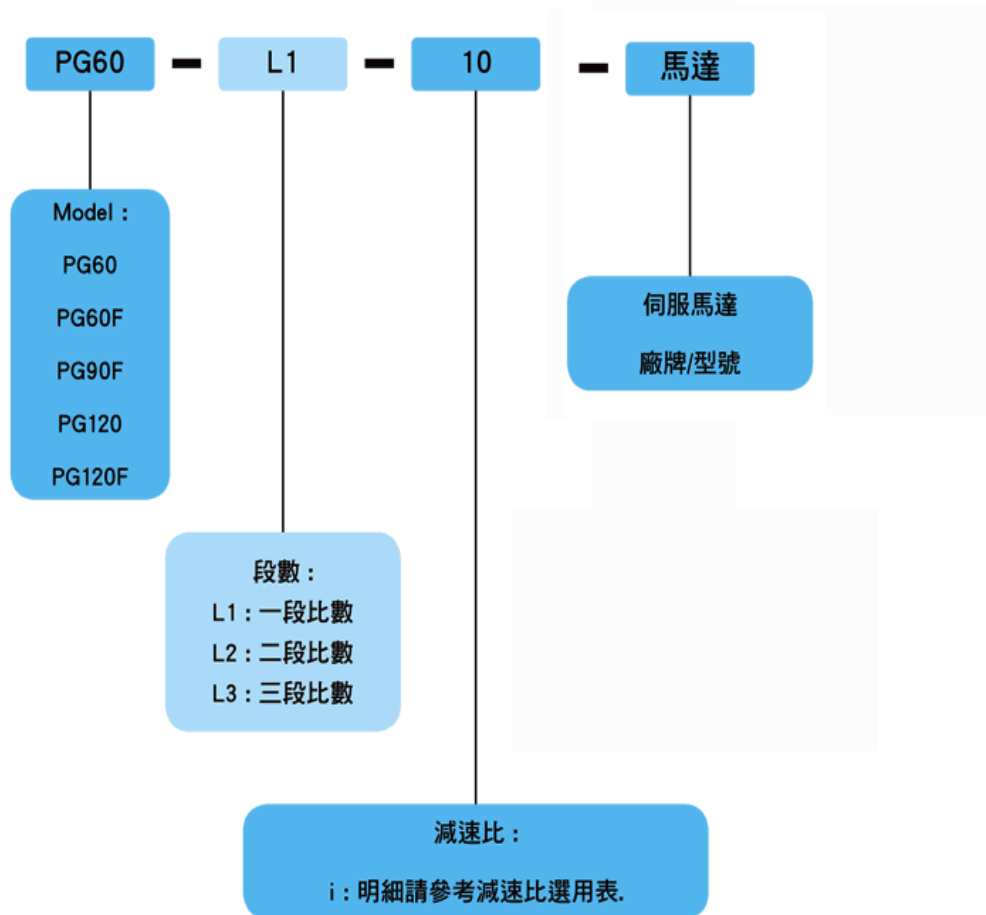 PG60 - L1 - 10 - 馬達
Model :
PG60
PG60F
PG90F
PG120
PG120F
伺服馬達
廠牌/型號
段數 :
L1 : 一段比數
L2 : 二段比數
L3 : 三段比數
減速比 :
i : 明細請參考減速比選用表.